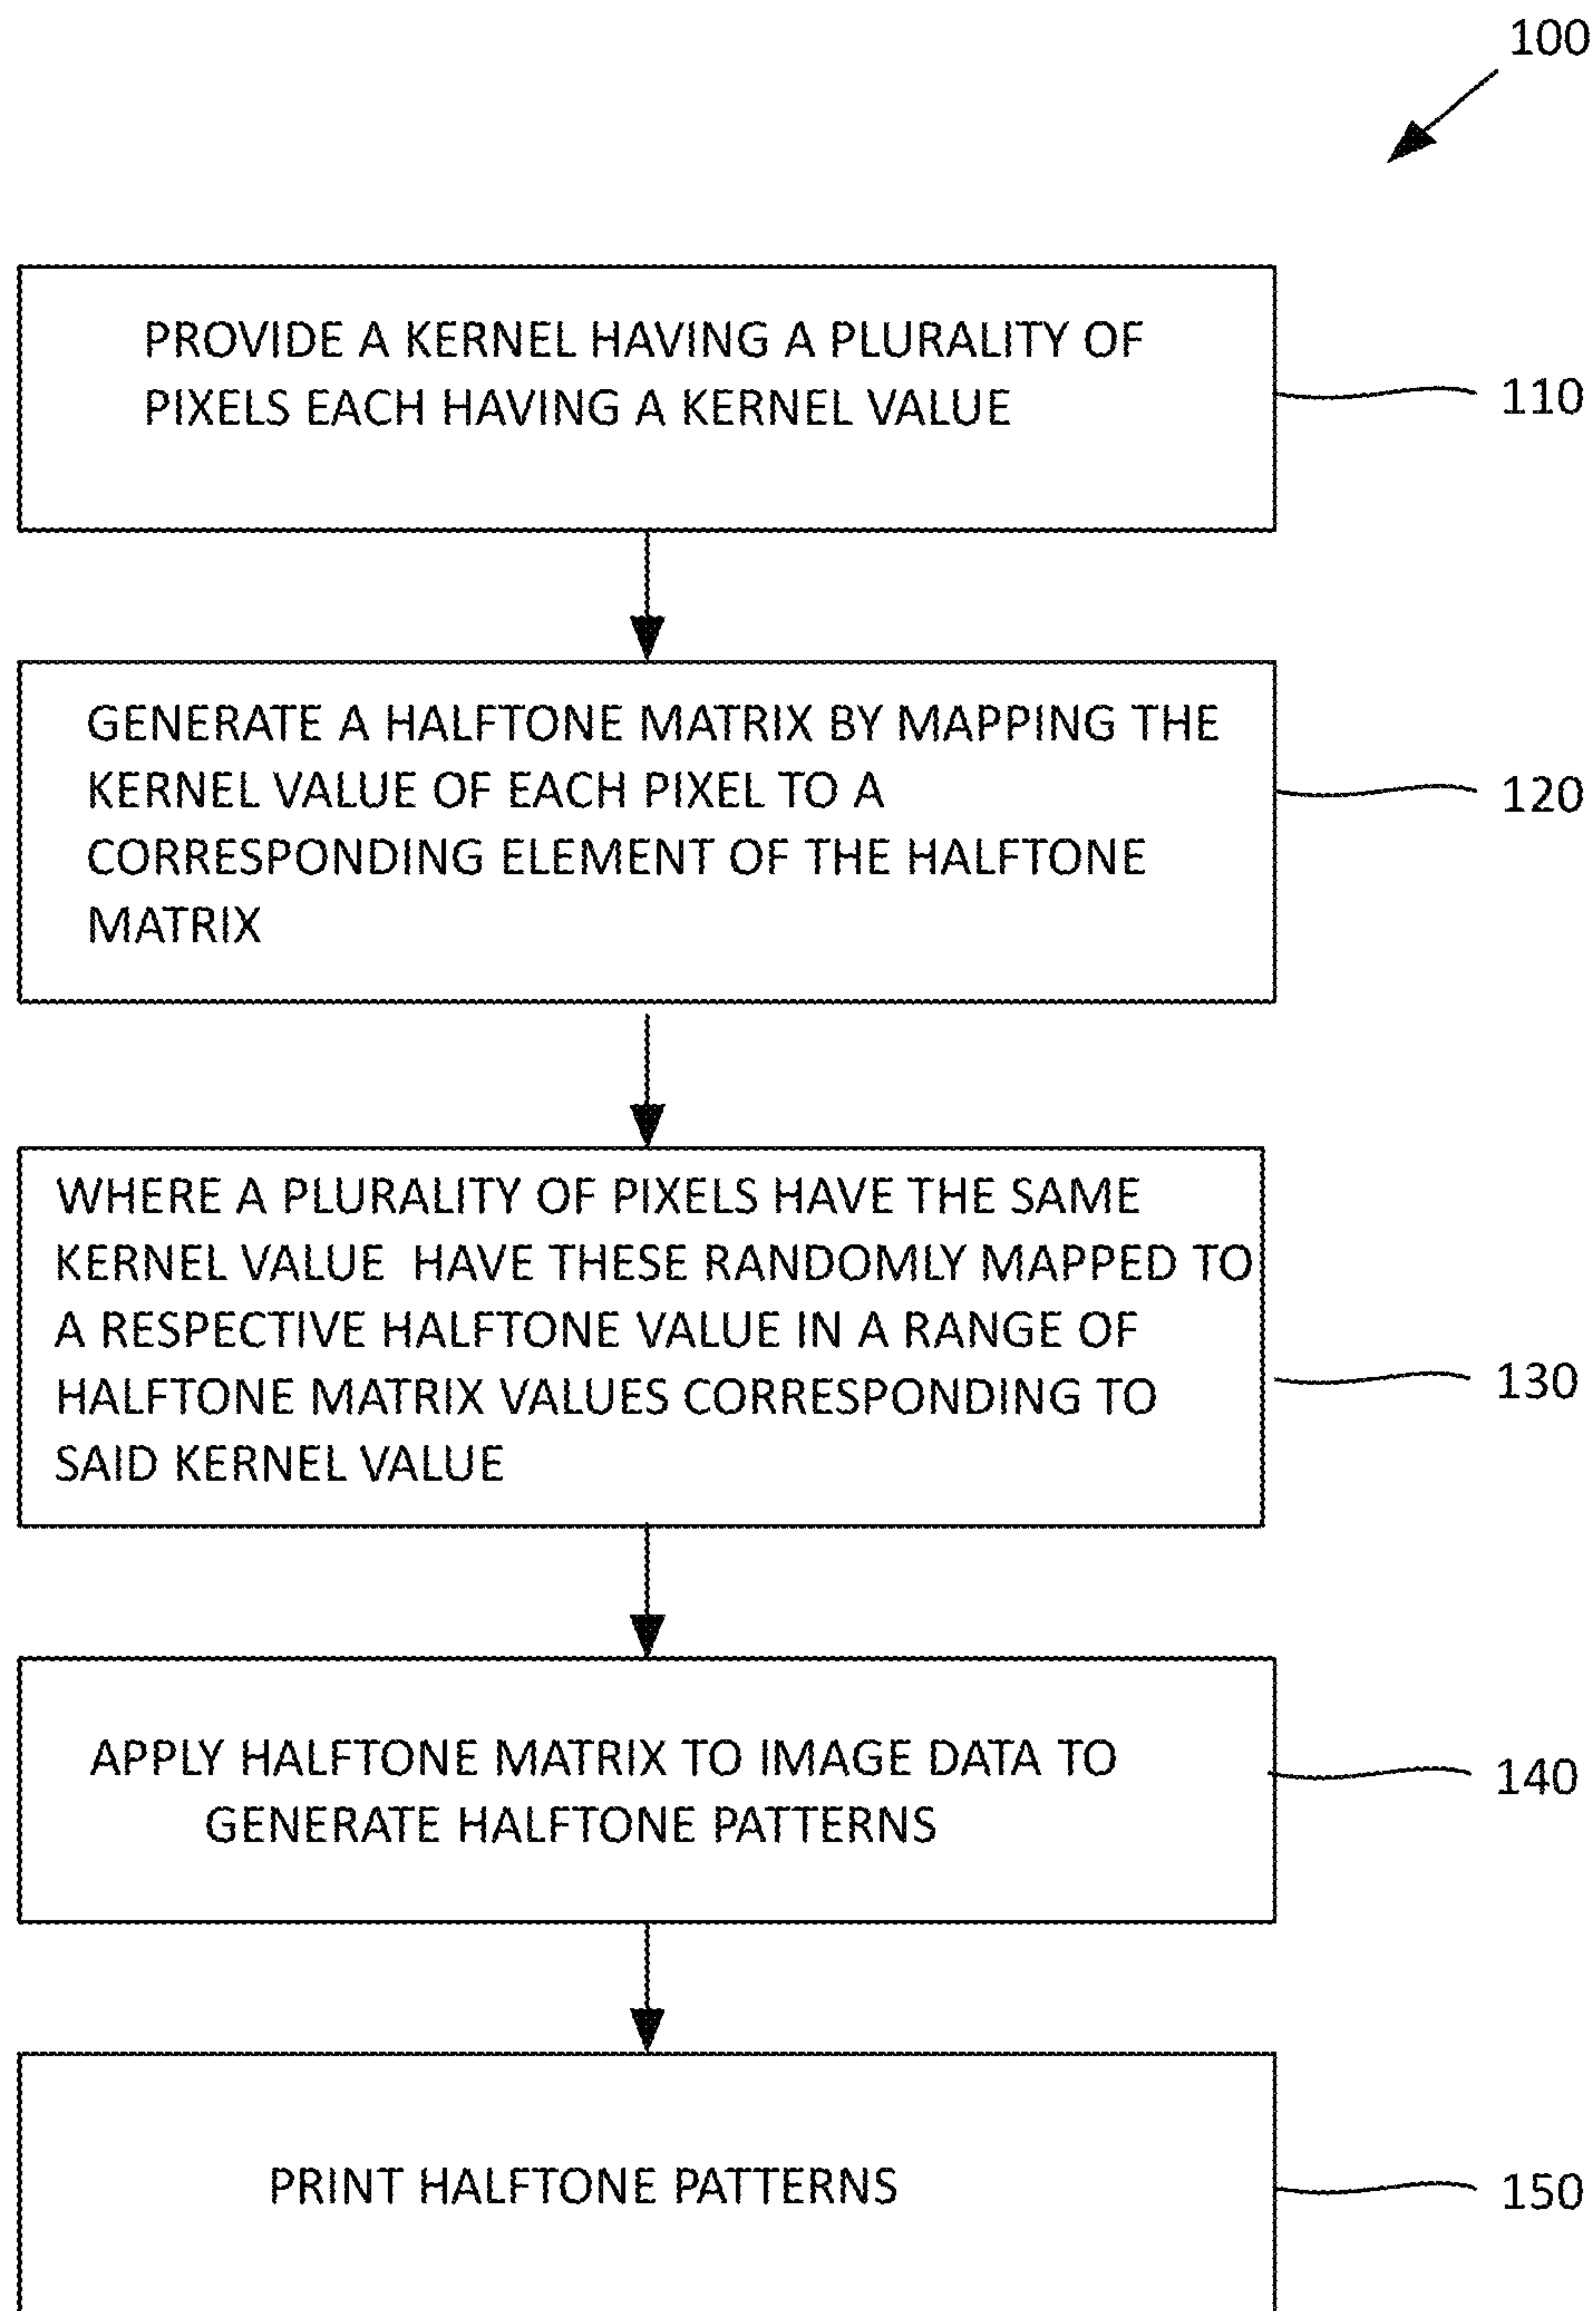 100
PROVIDE A KERNEL HAVING A PLURALITY OF
PIXELS EACH HAVING A KERNEL VALUE
110
GENERATE A HALFTONE MATRIX BY MAPPING THE
KERNEL VALUE OF EACH PIXEL TO A
CORRESPONDING ELEMENT OF THE HALFTONE
MATRIX
120
WHERE A PLURALITY OF PIXELS HAVE THE SAME
KERNEL VALUE HAVE THESE RANDOMLY MAPPED TO
A RESPECTIVE HALFTONE VALUE IN A RANGE OF
HALFTONE MATRIX VALUES CORRESPONDING TO
SAID KERNEL VALUE
130
APPLY HALFTONE MATRIX TO IMAGE DATA TO
GENERATE HALFTONE PATTERNS
140
PRINT HALFTONE PATTERNS
150